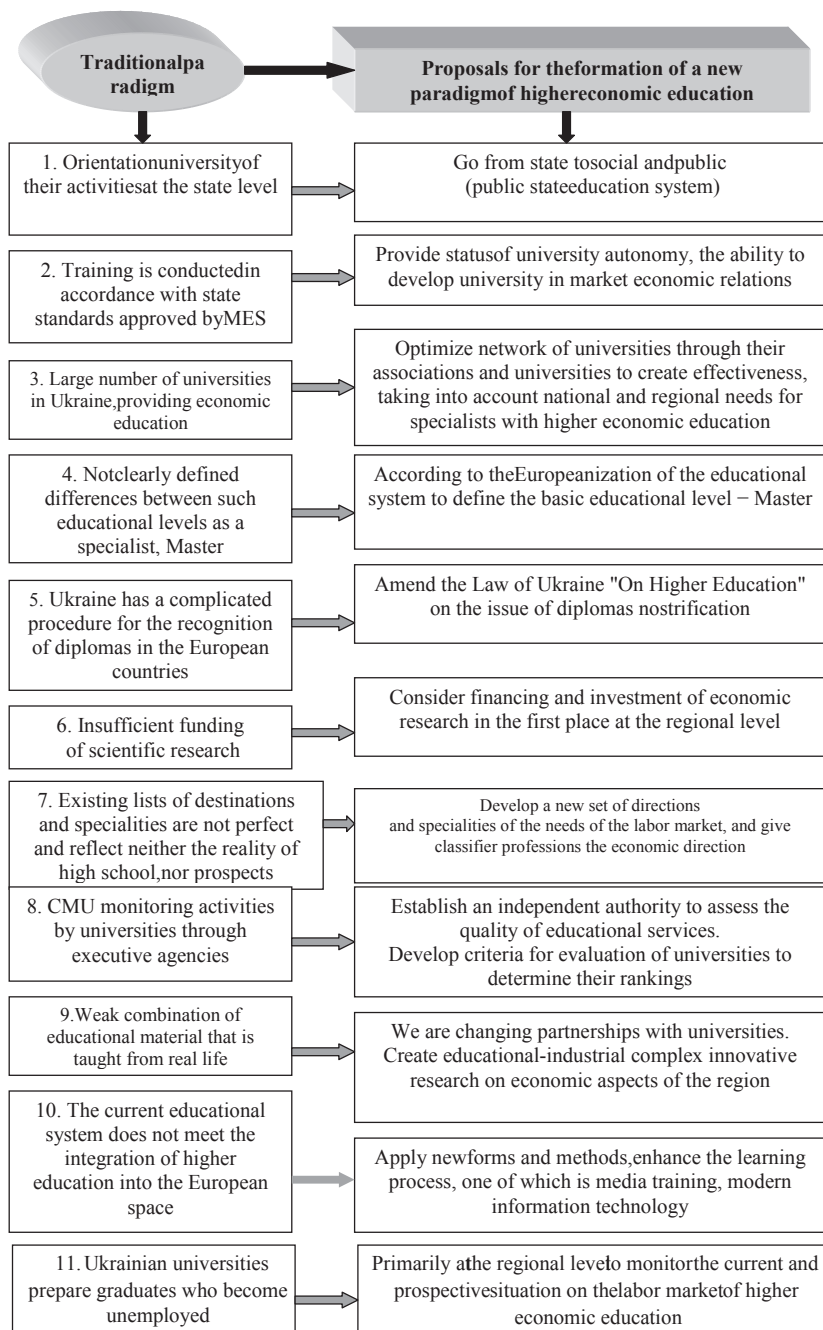 Traditionalpa
radigm
Proposals for theformation of a new
paradigmof highereconomic education
1. Orientationuniversityof
their activitiesat the state level
Go from state tosocial andpublic
(public stateeducation system)
2. Training is conductedin
accordance with state
standards approved byMES
Provide statusof university autonomy, the ability to
develop university in market economic relations
3. Large number of universities
in Ukraine,providing economic
education
Optimize network of universities through their
associations and universities to create effectiveness,
taking into account national and regional needs for
specialists with higher economic education
4. Notclearly defined
differences between such
educational levels as a
specialist, Master
According to theEuropeanization of the educational
system to define the basic educational level − Master
5. Ukraine has a complicated
procedure for the recognition
of diplomas in the European
countries
Amend the Law of Ukraine "On Higher Education"
on the issue of diplomas nostrification
6. Insufficient funding
of scientific research
Consider financing and investment of economic
research in the first place at the regional level
7. Existing lists of destinations
and specialities are not perfect
and reflect neither the reality of
high school,nor prospects
Develop a new set of directions
and specialities of the needs of the labor market, and give
classifier professions the economic direction
8. CMU monitoring activities
by universities through
executive agencies
Establish an independent authority to assess the
quality of educational services.
Develop criteria for evaluation of universities to
determine their rankings
9.Weak combination of
educational material that is
taught from real life
We are changing partnerships with universities.
Create educational-industrial complex innovative
research on economic aspects of the region
10. The current educational
system does not meet the
integration of higher
education into the European
space
Apply newforms and methods,enhance the learning
process, one of which is media training, modern
information technology
11. Ukrainian universities
prepare graduates who become
unemployed
Primarily atthe regional levelto monitorthe current and
prospectivesituation on thelabor marketof higher
economic education